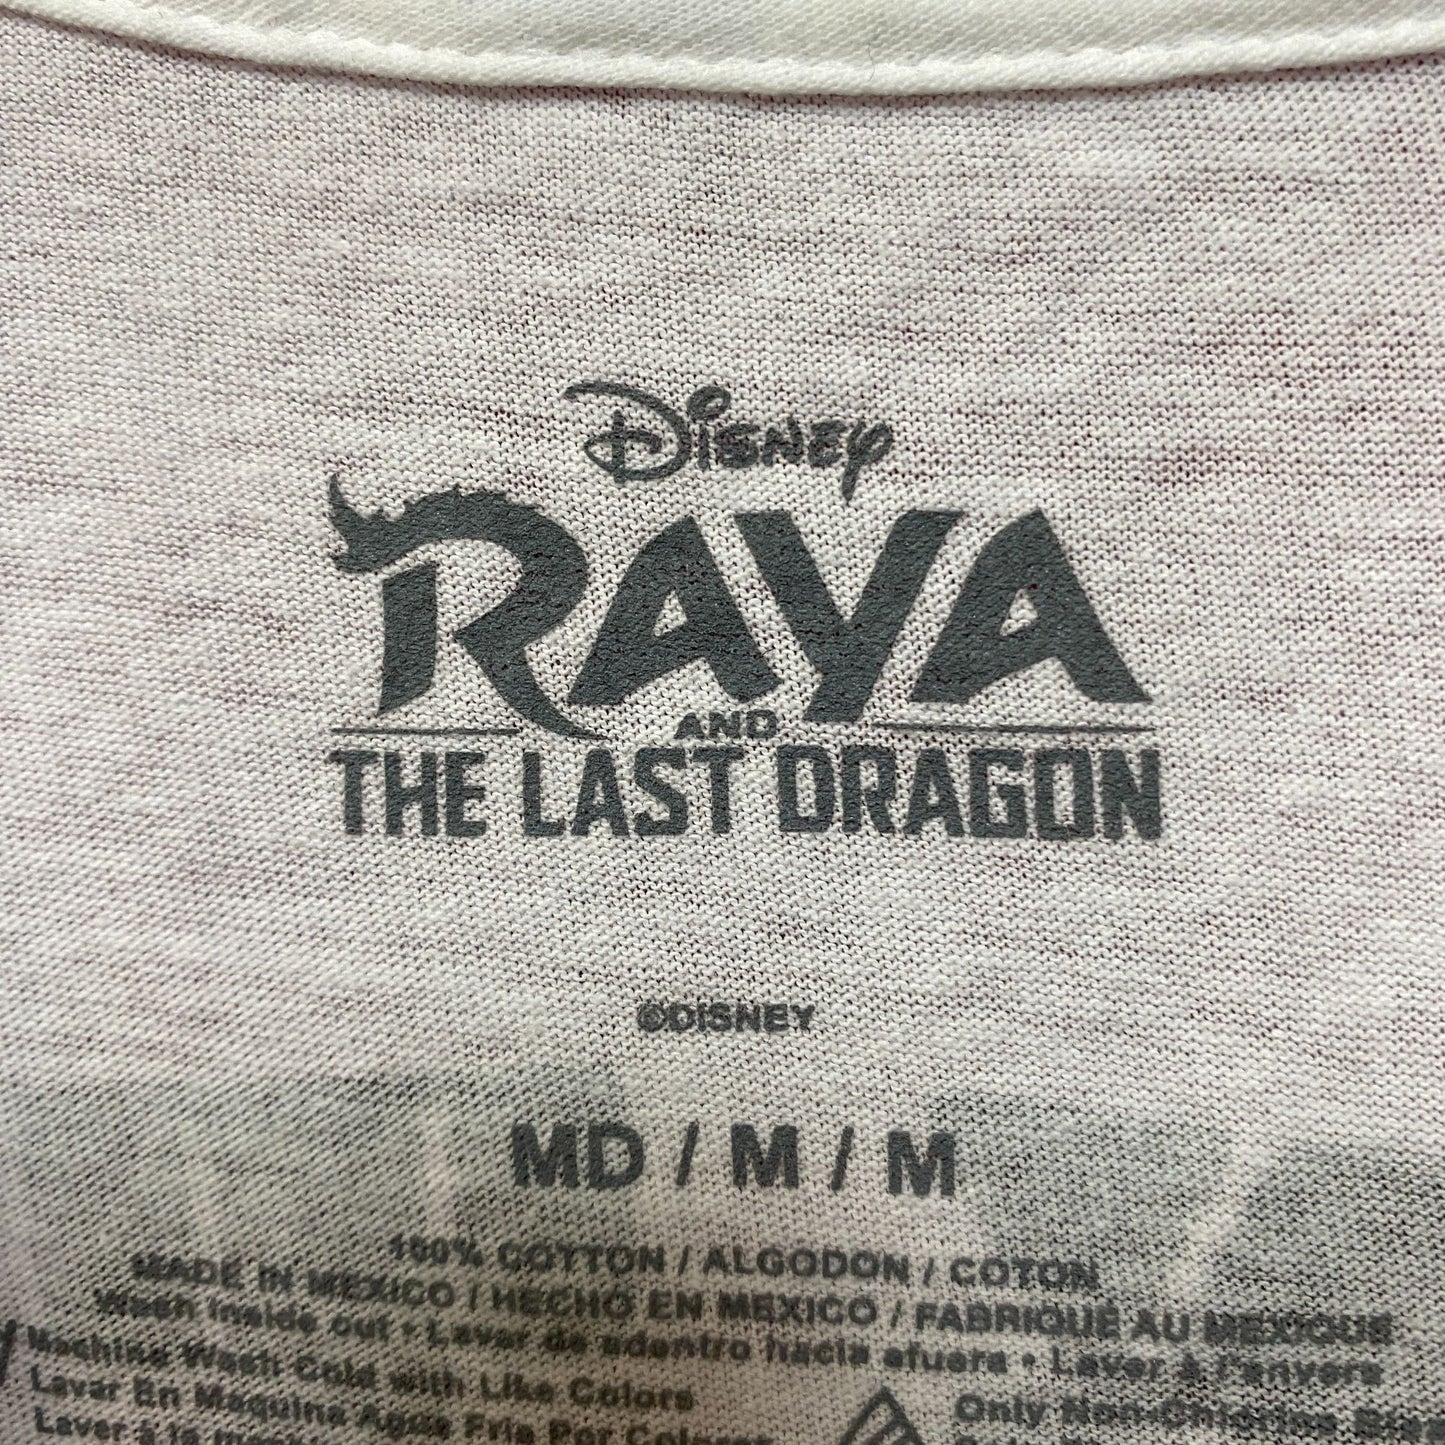 Disney
RAYA
AND
THE LAST DRAGON
©DISNEY
MD / M / M
100% COTTON / ALGODON / COTON
MADE IN MEXICO / HECHO EN MEXICO / FABRIQUÉ AU MEXIQUE
Wash inside out • Lavar de adentro hacia afuera • Laver à l'envers
Machine Wash Cold with Like Colors
Lavar En Maquina Agua Fria Por Colores
Only Non-Chlorine
Laver à la